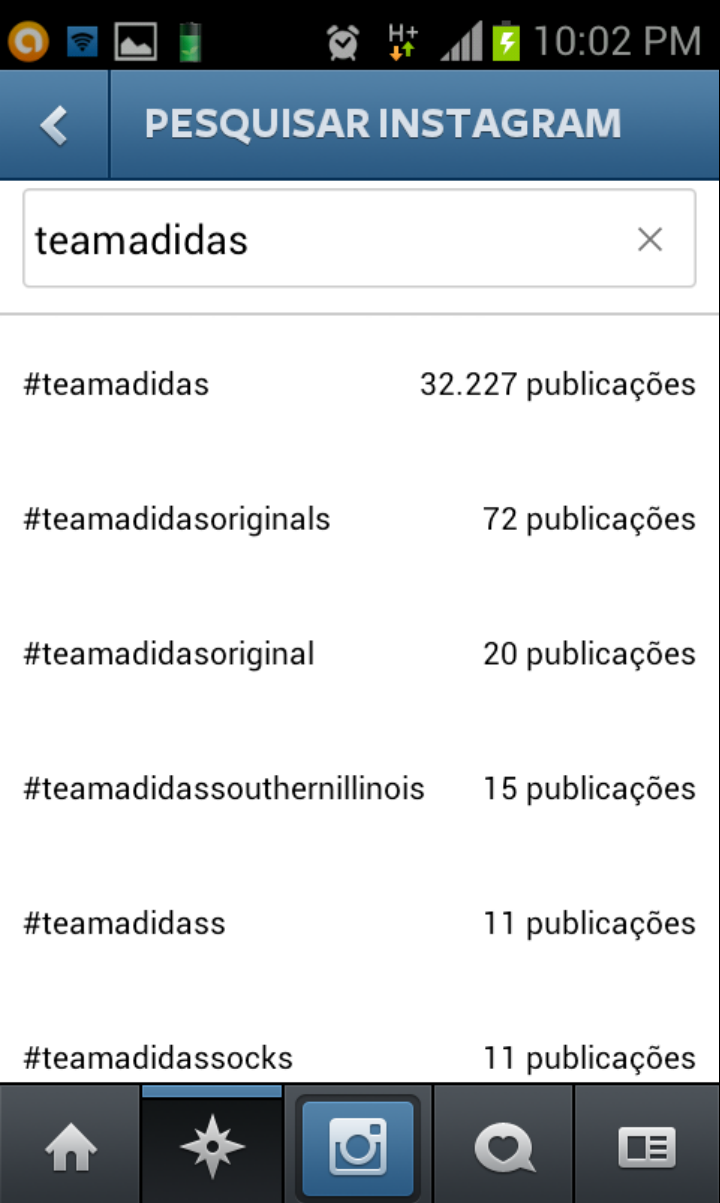 H+ 10:02 PM
PESQUISAR INSTAGRAM
teamadidas
#teamadidas 32.227 publicações
#teamadidasoriginals 72 publicações
#teamadidasoriginal 20 publicações
#teamadidassouthernillinois 15 publicações
#teamadidass 11 publicações
#teamadidassocks 11 publicações